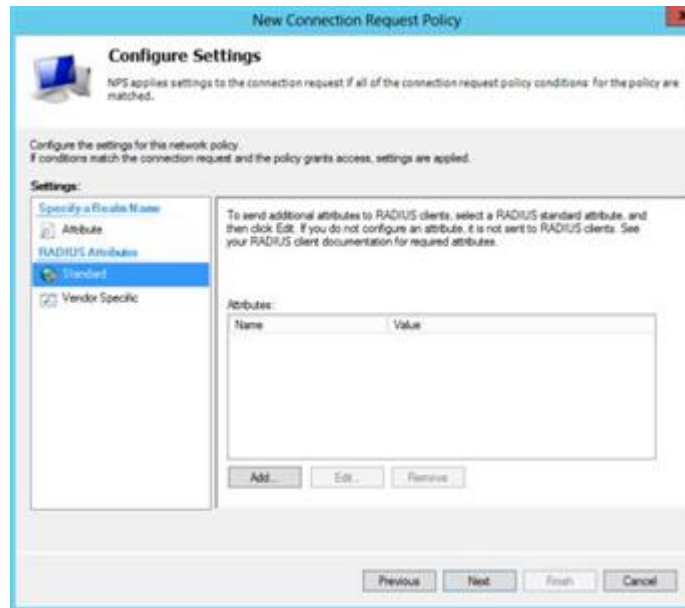 New Connection Request Policy
Configure Settings
NPS applies settings to the connection request if all of the connection request policy conditions for the policy are
matched.
Configure the settings for this network policy.
If conditions match the connection request and the policy grants access, settings are applied.
Settings:
Specify a Realm Name
Attribute
RADIUS Attributes
Standard
Vendor Specific
To send additional attributes to RADIUS clients, select a RADIUS standard attribute, and
then click Edit. If you do not configure an attribute, it is not sent to RADIUS clients. See
your RADIUS client documentation for required attributes.
Attributes:
Name Value
Add... Edit... Remove
Previous Next Finish Cancel